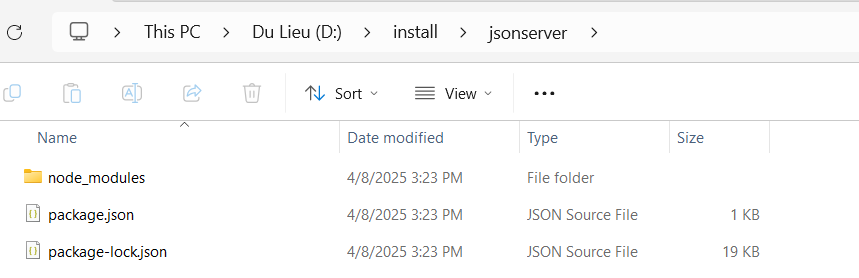 This PC > Du Lieu (D:) > install > jsonserver >
Sort View
Name Date modified Type Size
node_modules 4/8/2025 3:23 PM File folder
package.json 4/8/2025 3:23 PM JSON Source File 1 KB
package-lock.json 4/8/2025 3:23 PM JSON Source File 19 KB